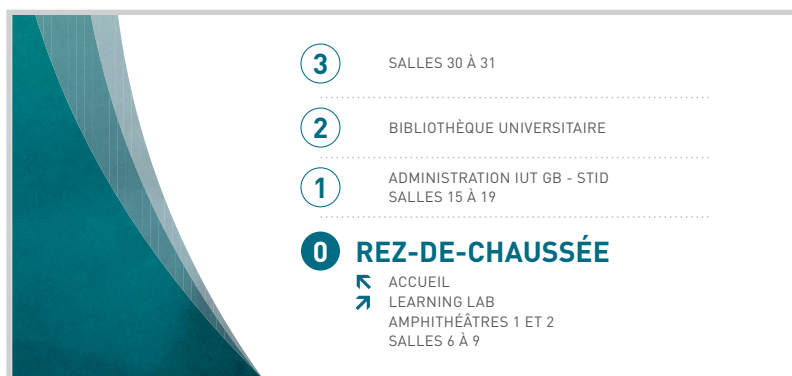 3 SALLES 30 À 31
2 BIBLIOTHÈQUE UNIVERSITAIRE
1 ADMINISTRATION IUT GB - STID
SALLES 15 À 19
0 REZ-DE-CHAUSSÉE
ACCUEIL
LEARNING LAB
AMPHITHÉÂTRES 1 ET 2
SALLES 6 À 9